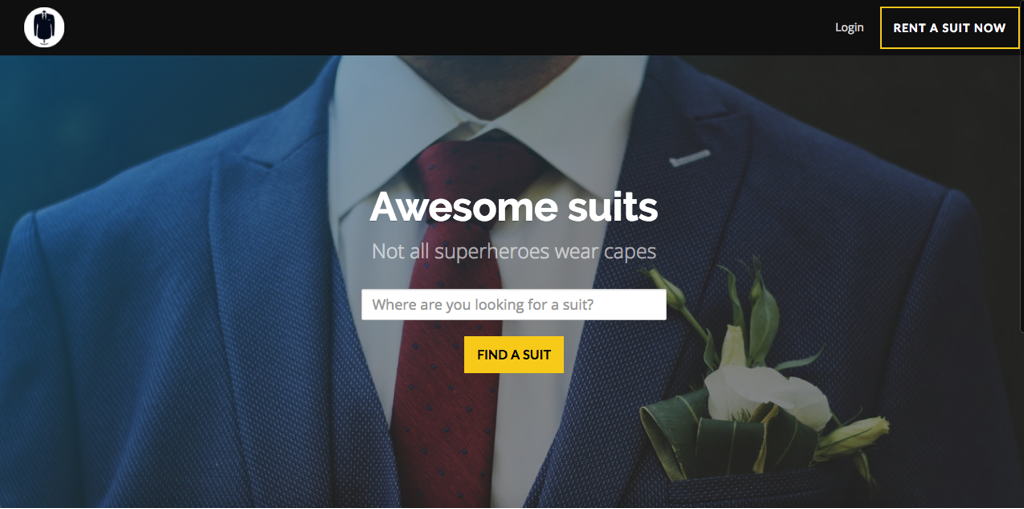 Login
RENT A SUIT NOW
Awesome suits
Not all superheroes wear capes
Where are you looking for a suit?
FIND A SUIT